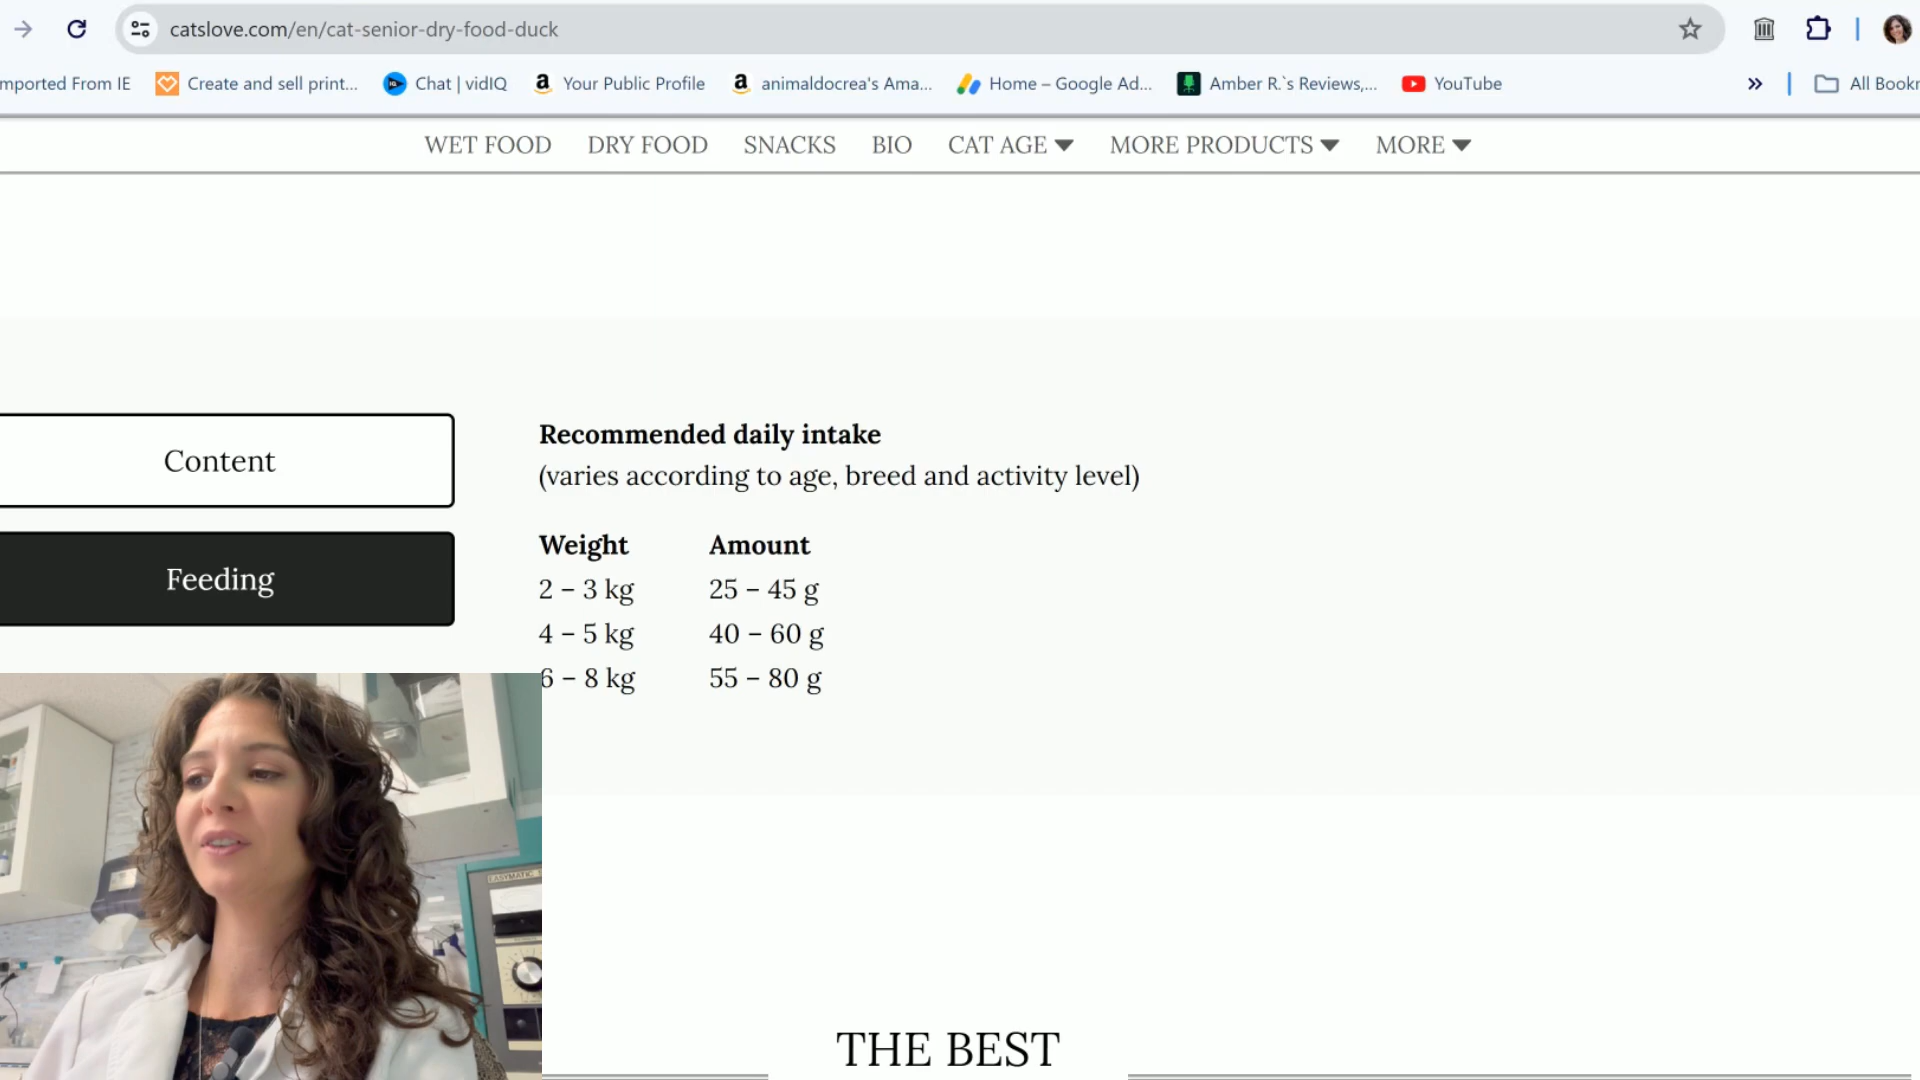 catslove.com/en/cat-senior-dry-food-duck
mported From IE
Create and sell print...
Chat | vidIQ
Your Public Profile
animaldocrea's Ama...
Home – Google Ad...
Amber R.`s Reviews,...
YouTube
»
All Bookr
WET FOOD
DRY FOOD
SNACKS
BIO
CAT AGE
MORE PRODUCTS
MORE
Content
Feeding
Recommended daily intake
(varies according to age, breed and activity level)
Weight Amount
2 – 3 kg 25 – 45 g
4 – 5 kg 40 – 60 g
6 – 8 kg 55 – 80 g
EASYMATIC
THE BEST